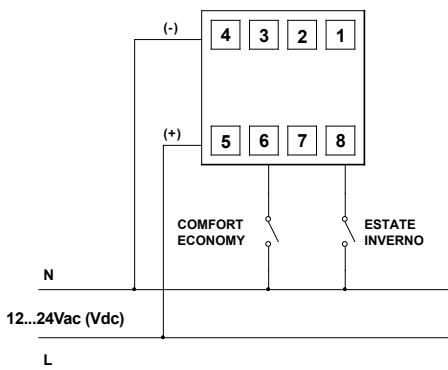 (-)
4 3 2 1
(+)
5 6 7 8
COMFORT
ECONOMY
ESTATE
INVERNO
N
12...24Vac (Vdc)
L